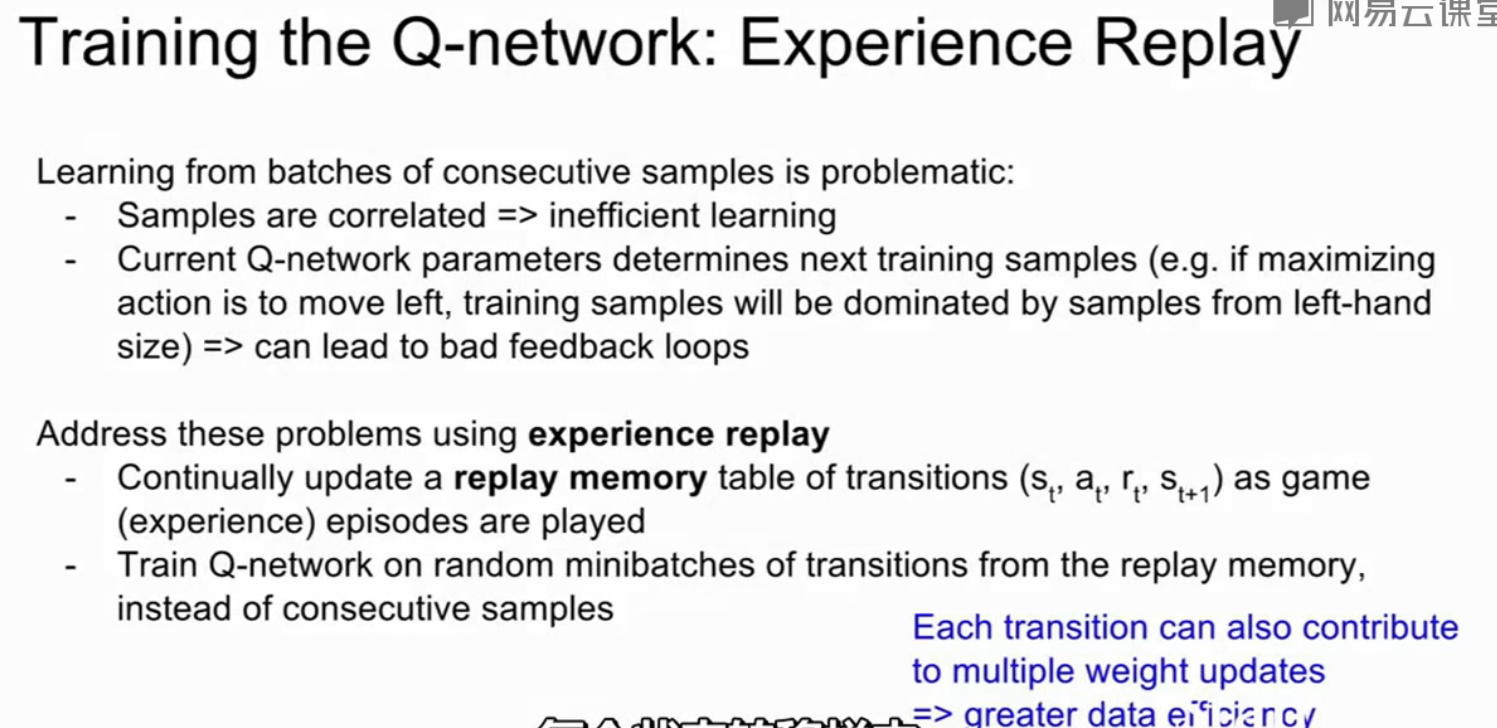 网易云课堂
Training the Q-network: Experience Replay
Learning from batches of consecutive samples is problematic:
- Samples are correlated => inefficient learning
- Current Q-network parameters determines next training samples (e.g. if maximizing
action is to move left, training samples will be dominated by samples from left-hand
size) => can lead to bad feedback loops
Address these problems using experience replay
- Continually update a replay memory table of transitions (sₜ, aₜ, rₜ, sₜ₊₁) as game
(experience) episodes are played
- Train Q-network on random minibatches of transitions from the replay memory,
instead of consecutive samples
Each transition can also contribute
to multiple weight updates
=> greater data efficiency